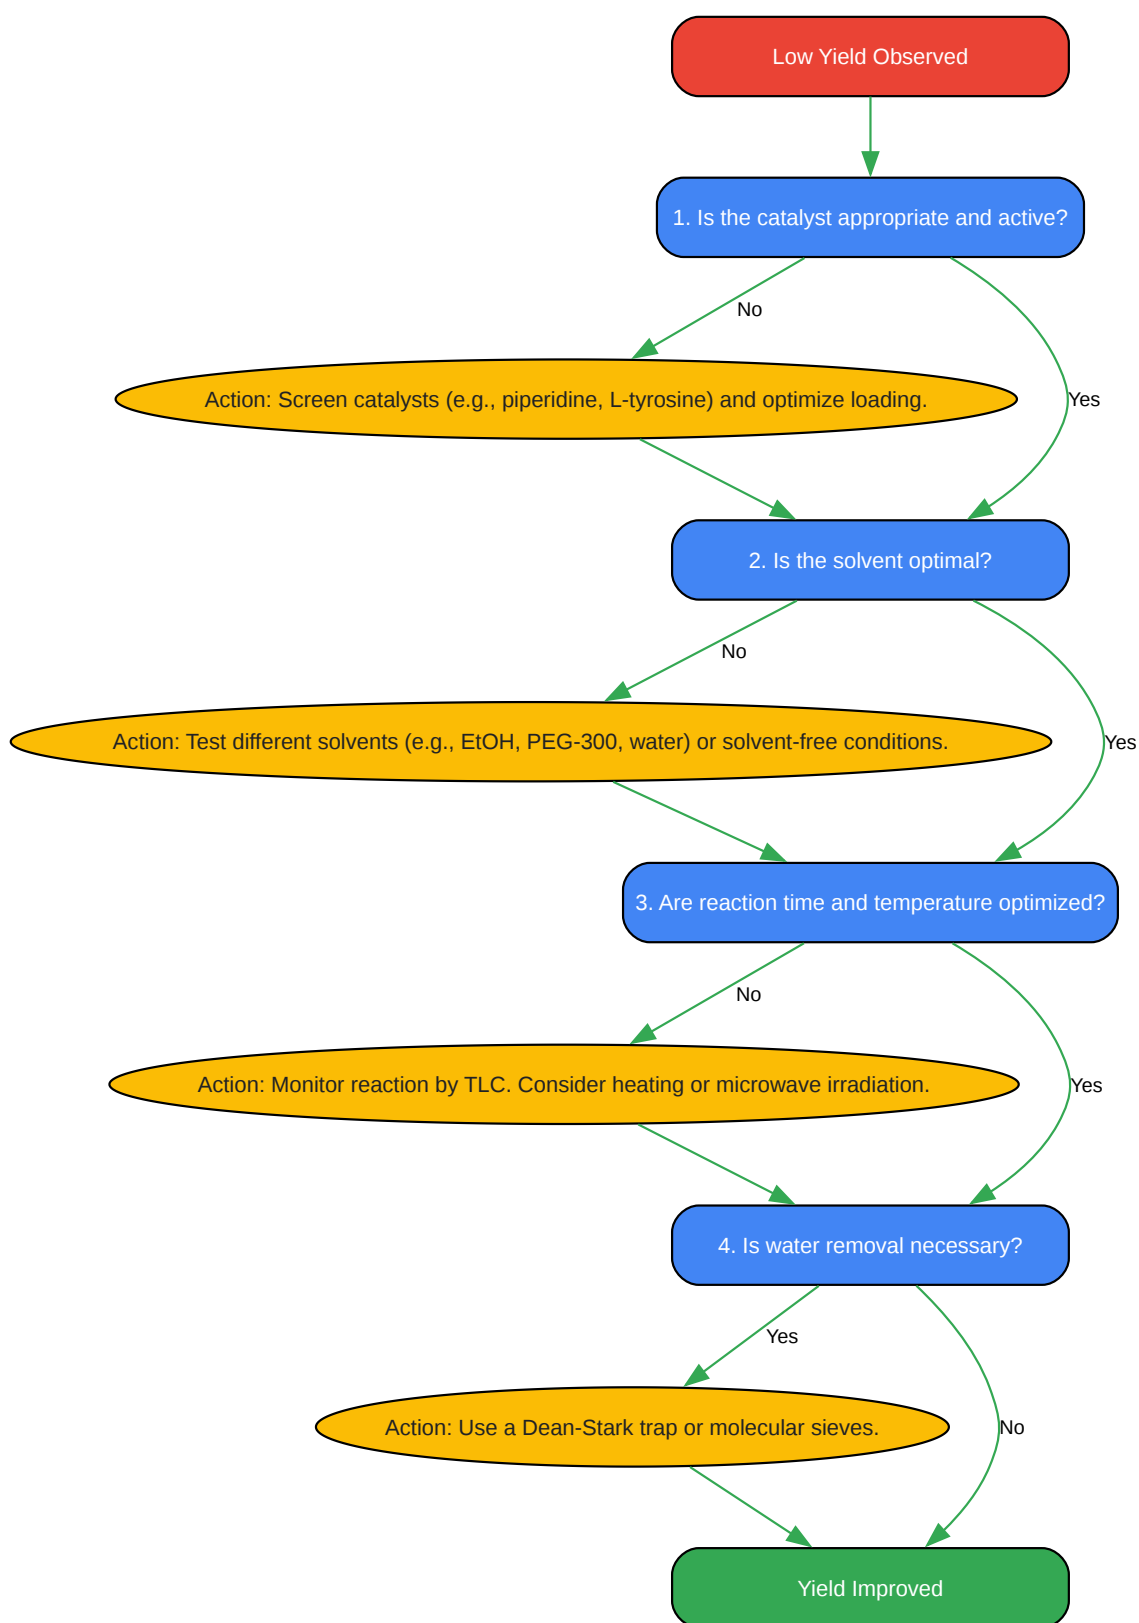 Low Yield Observed
1. Is the catalyst appropriate and active?
No
Action: Screen catalysts (e.g., piperidine, L-tyrosine) and optimize loading.
Yes
2. Is the solvent optimal?
No
Action: Test different solvents (e.g., EtOH, PEG-300, water) or solvent-free conditions.
Yes
3. Are reaction time and temperature optimized?
No
Action: Monitor reaction by TLC. Consider heating or microwave irradiation.
Yes
4. Is water removal necessary?
Yes
Action: Use a Dean-Stark trap or molecular sieves.
No
Yield Improved